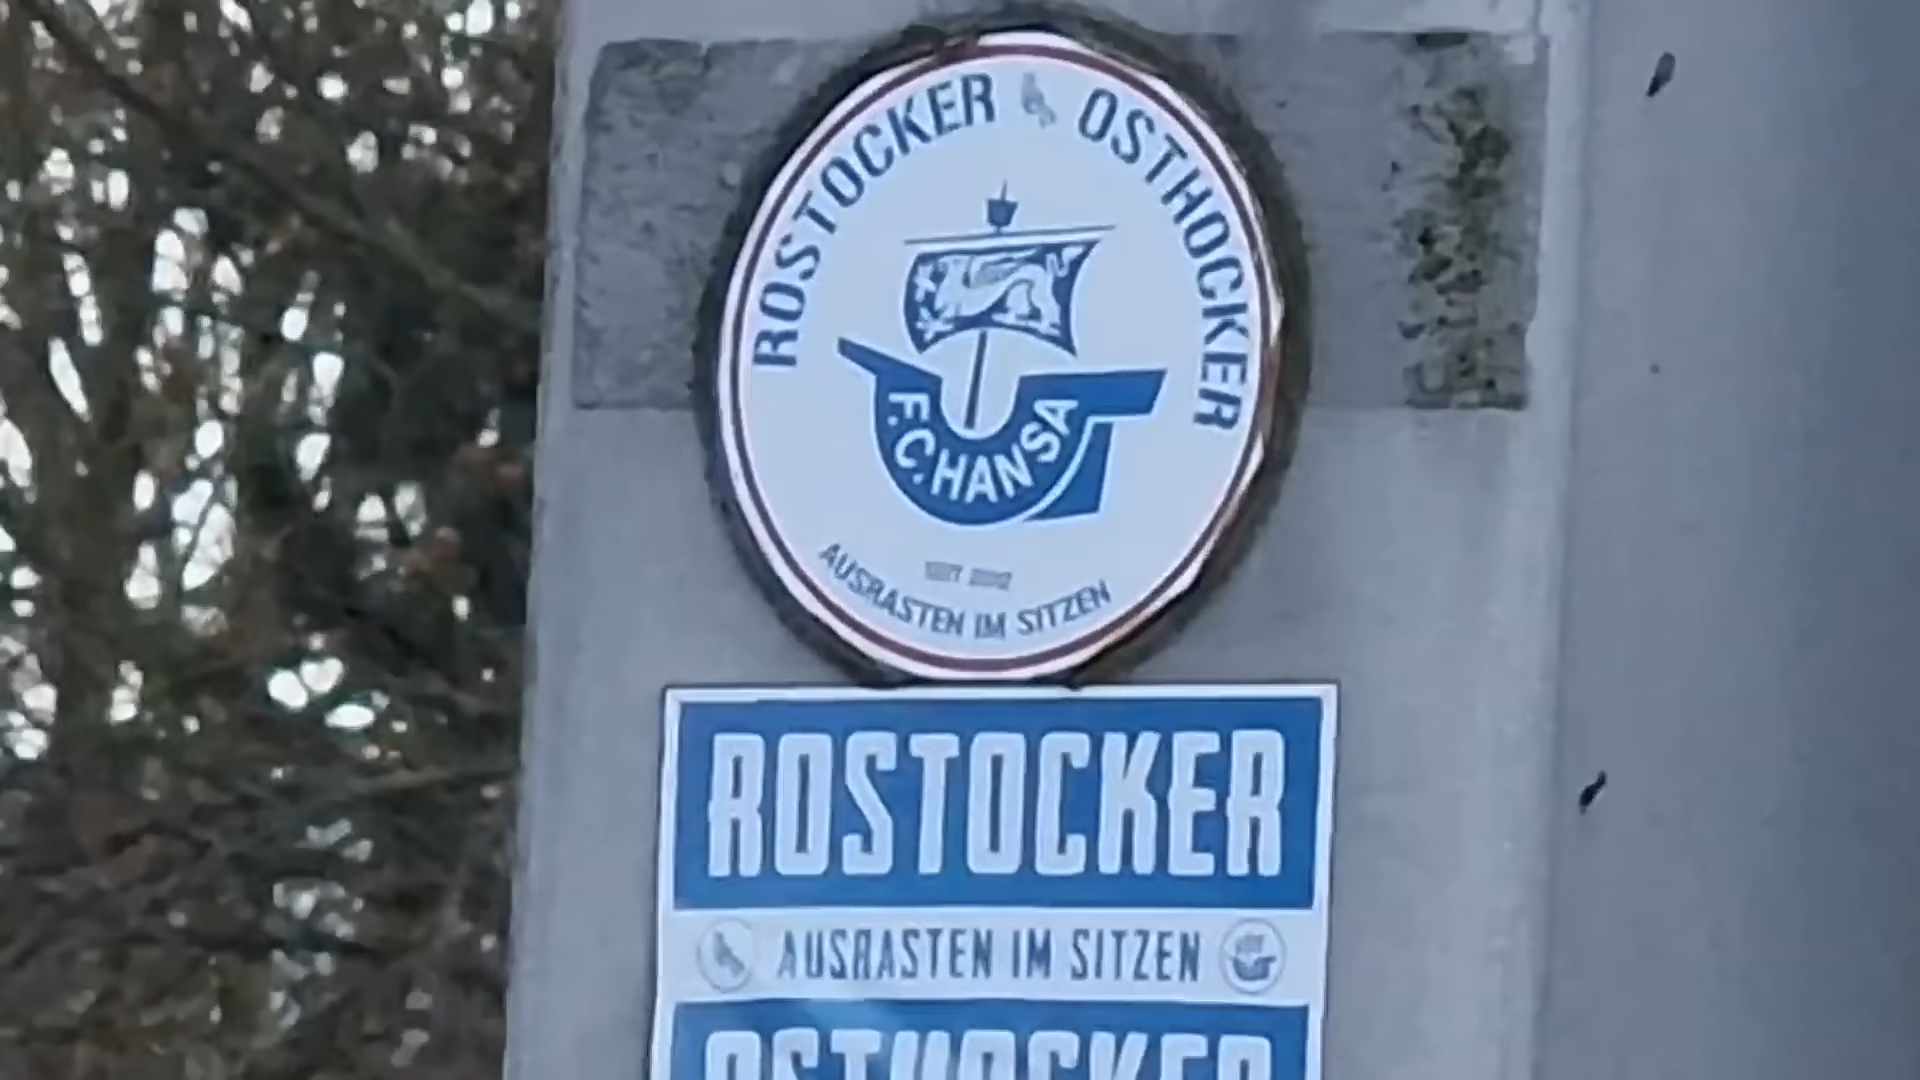 ROSTOCKER OSTHOCKER
F.C. HANSA
AUSRASTEN IM SITZEN
ROSTOCKER
AUSRASTEN IM SITZEN
OSTHOCKER